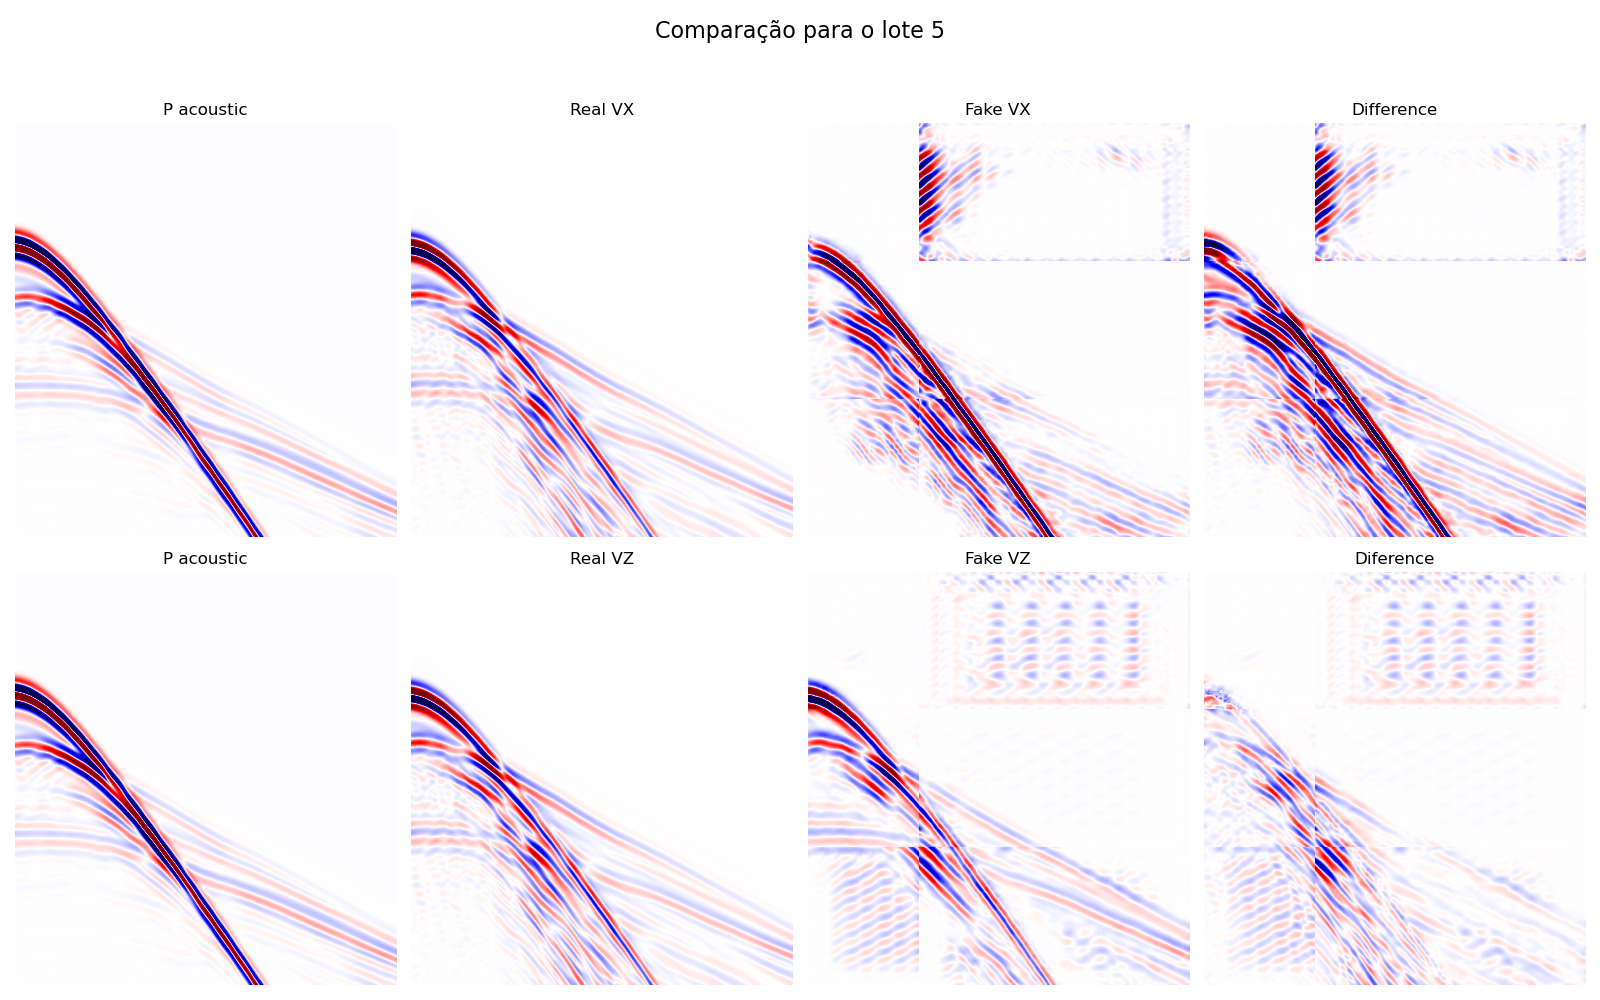 Comparação para o lote 5
P acoustic
Real VX
Fake VX
Difference
P acoustic
Real VZ
Fake VZ
Diference